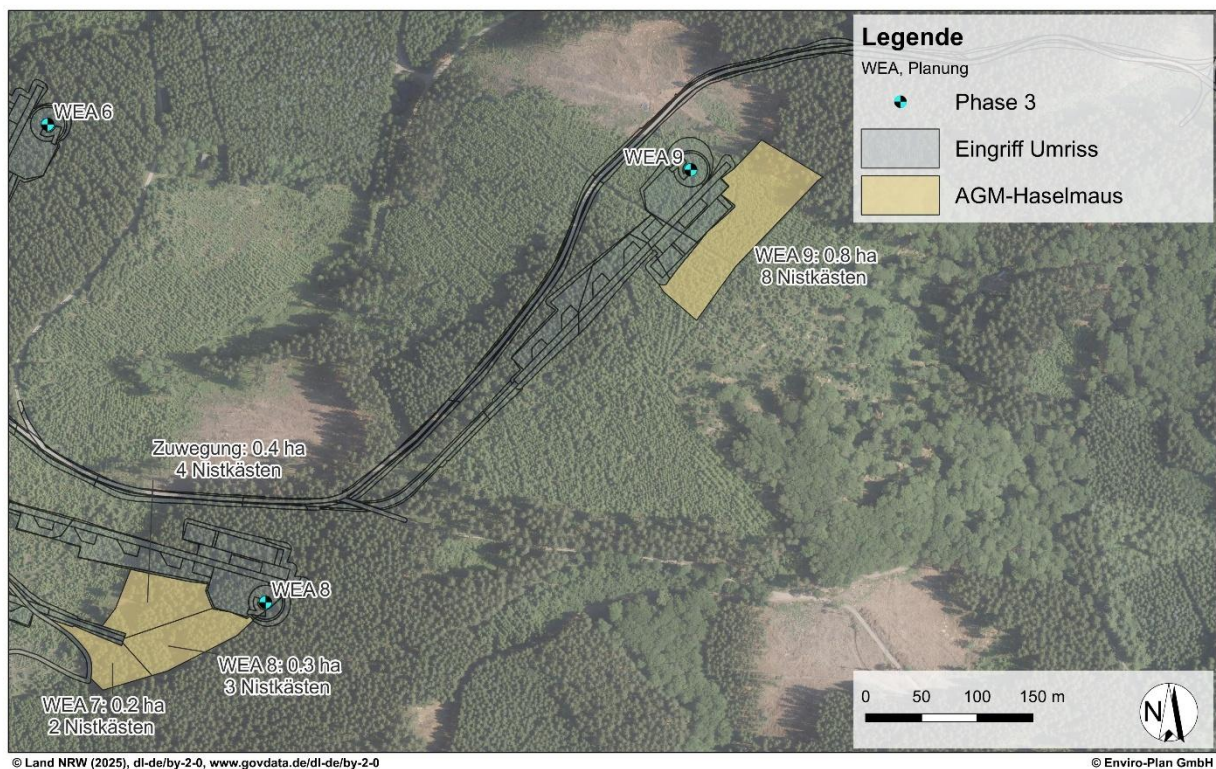 Legende
WEA, Planung
Phase 3
Eingriff Umriss
AGM-Haselmaus
WEA 6
WEA 9
WEA 9: 0.8 ha
8 Nistkästen
Zuwegung: 0.4 ha
4 Nistkästen
WEA 8
WEA 8: 0.3 ha
3 Nistkästen
WEA 7: 0.2 ha
2 Nistkästen
0 50 100 150 m
N
© Land NRW (2025), dl-de/by-2-0, www.govdata.de/dl-de/by-2-0
© Enviro-Plan GmbH